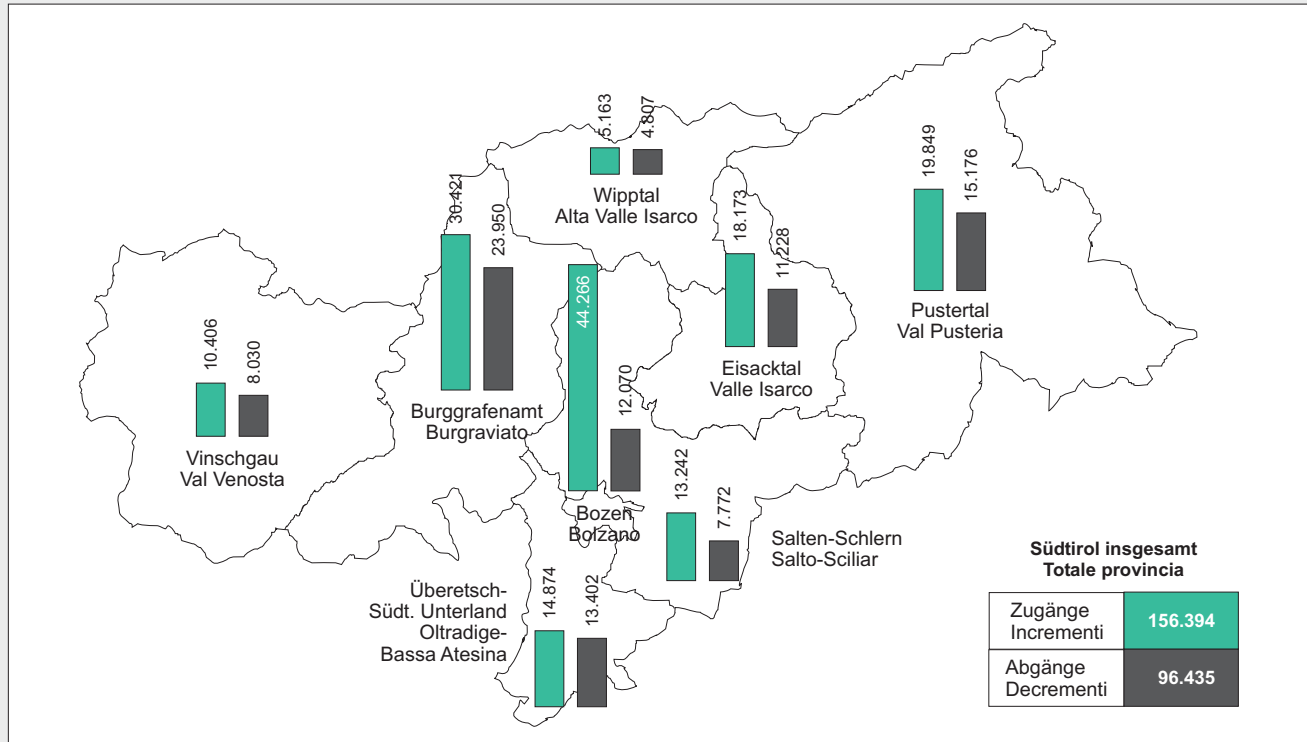 5.163
4.807
Wipptal
Alta Valle Isarco
30.421
23.950
Burggrafenamt
Burgraviato
18.173
11.228
Eisacktal
Valle Isarco
19.849
15.176
Pustertal
Val Pusteria
10.406
8.030
Vinschgau
Val Venosta
44.266
12.070
Bozen
Bolzano
13.242
7.772
Salten-Schlern
Salto-Sciliar
14.874
13.402
Überetsch-
Südt. Unterland
Oltradige-
Bassa Atesina
Südtirol insgesamt
Totale provincia
Zugänge
Incrementi
156.394
Abgänge
Decrementi
96.435